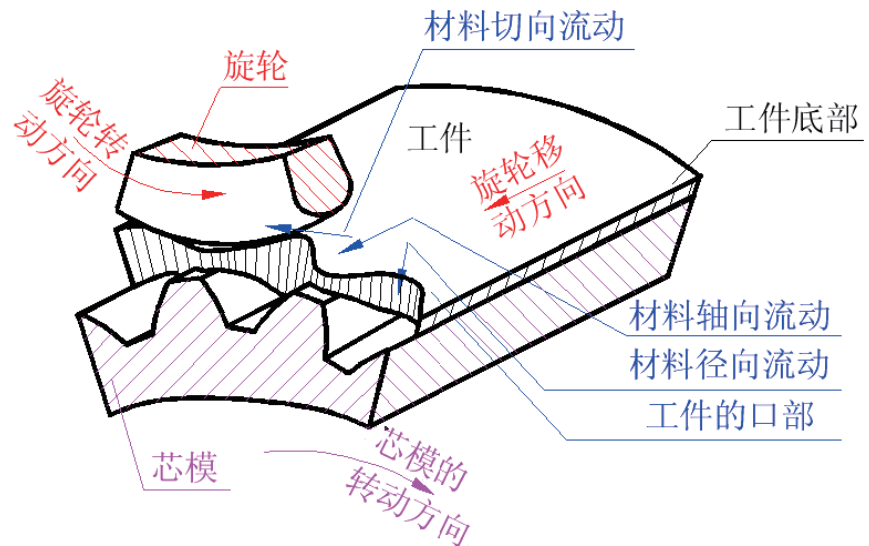 材料切向流动
旋轮
旋轮转
动方向
工件
工件底部
旋轮移
动方向
材料轴向流动
材料径向流动
工件的口部
芯模
芯模的
转动方向